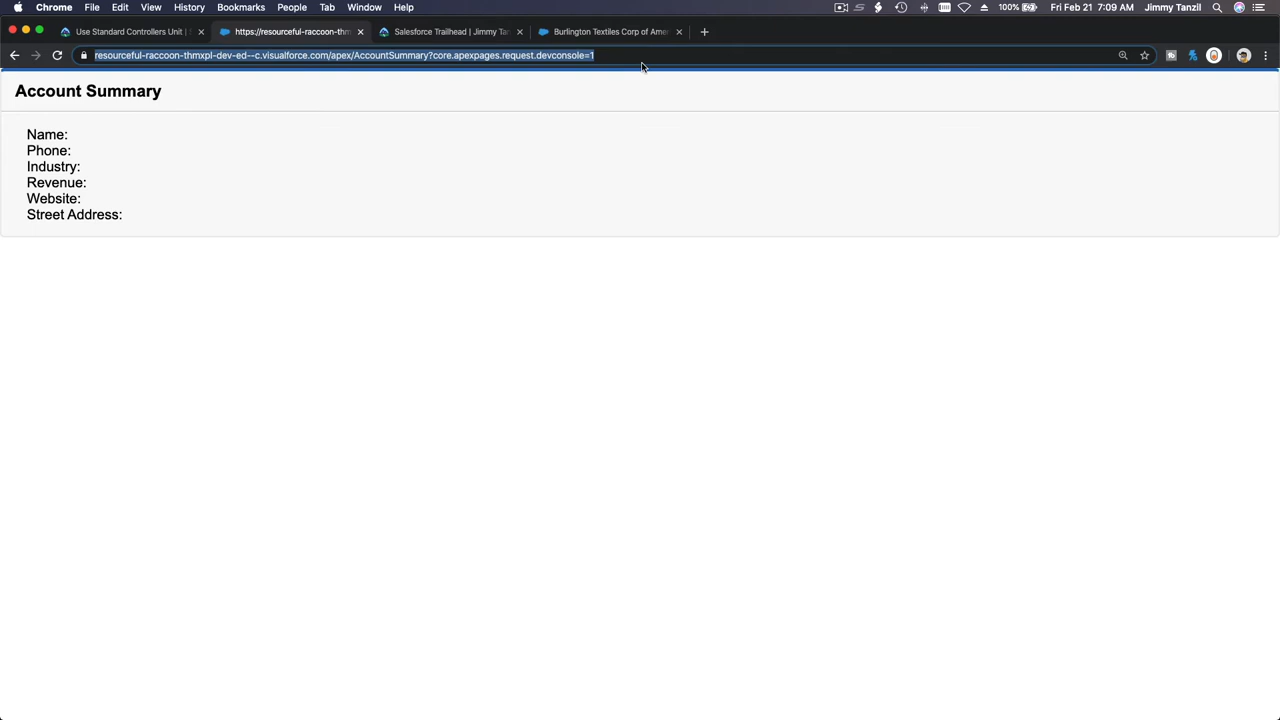 Chrome File Edit View History Bookmarks People Tab Window Help 100% Fri Feb 21 7:09 AM Jimmy Tanzil
Use Standard Controllers Unit | S https://resourceful-raccoon-thm Salesforce Trailhead | Jimmy Tan Burlington Textiles Corp of Amer
resourceful-raccoon-thmxpl-dev-ed--c.visualforce.com/apex/AccountSummary?core.apexpages.request.devconsole=1
Account Summary
Name:
Phone:
Industry:
Revenue:
Website:
Street Address: